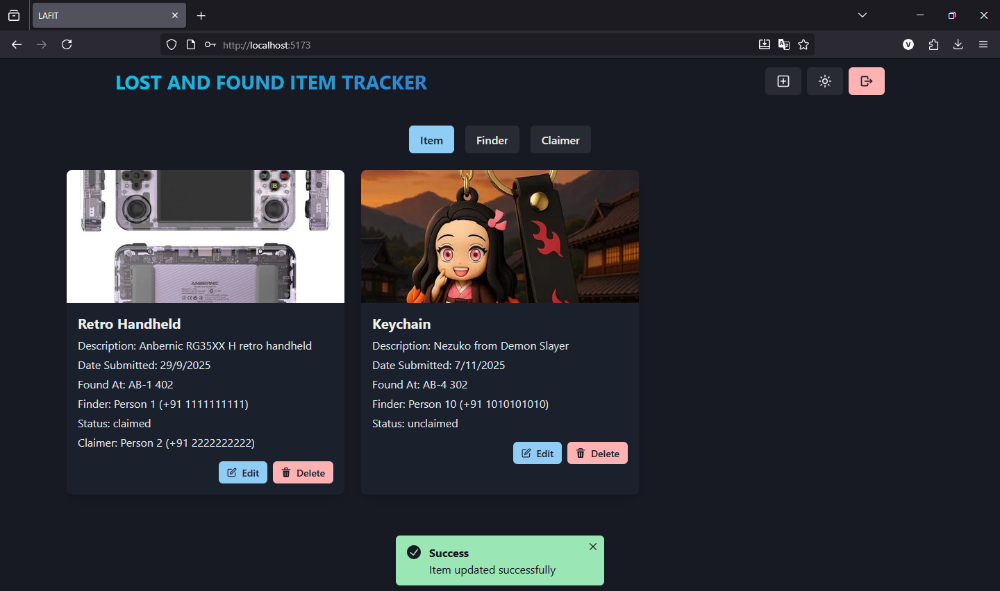 LAFIT
http://localhost:5173
V
LOST AND FOUND ITEM TRACKER
Item
Finder
Claimer
Y
B
ANBERNIC
Retro Handheld
Description: Anbernic RG35XX H retro handheld
Date Submitted: 29/9/2025
Found At: AB-1 402
Finder: Person 1 (+91 1111111111)
Status: claimed
Claimer: Person 2 (+91 2222222222)
Edit
Delete
Keychain
Description: Nezuko from Demon Slayer
Date Submitted: 7/11/2025
Found At: AB-4 302
Finder: Person 10 (+91 1010101010)
Status: unclaimed
Edit
Delete
Success
Item updated successfully